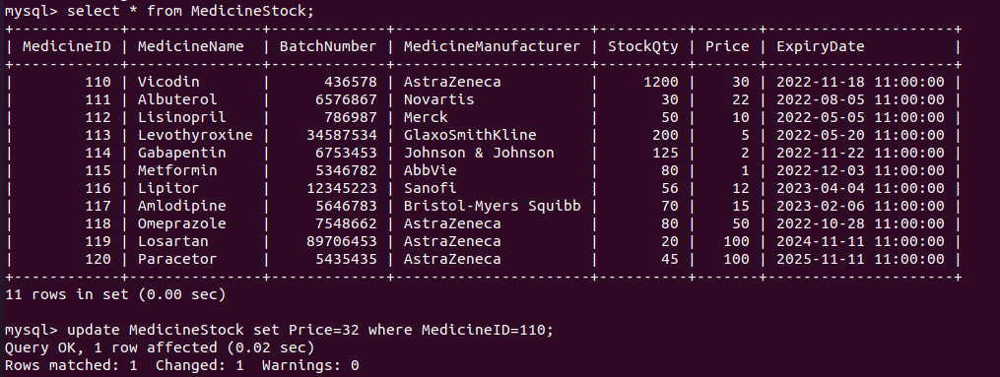 mysql> select * from MedicineStock;
+------------+---------------+-------------+----------------------+----------+-------+---------------------+
| MedicineID | MedicineName  | BatchNumber | MedicineManufacturer | StockQty | Price | ExpiryDate          |
+------------+---------------+-------------+----------------------+----------+-------+---------------------+
|        110 | Vicodin       |      436578 | AstraZeneca          |     1200 |    30 | 2022-11-18 11:00:00 |
|        111 | Albuterol     |     6576867 | Novartis             |       30 |    22 | 2022-08-05 11:00:00 |
|        112 | Lisinopril    |      786987 | Merck                |       50 |    10 | 2022-05-05 11:00:00 |
|        113 | Levothyroxine |    34587534 | GlaxoSmithKline      |      200 |     5 | 2022-05-20 11:00:00 |
|        114 | Gabapentin    |     6753453 | Johnson & Johnson    |      125 |     2 | 2022-11-22 11:00:00 |
|        115 | Metformin     |     5346782 | AbbVie               |       80 |     1 | 2022-12-03 11:00:00 |
|        116 | Lipitor       |    12345223 | Sanofi               |       56 |    12 | 2023-04-04 11:00:00 |
|        117 | Amlodipine    |     5646783 | Bristol-Myers Squibb |       70 |    15 | 2023-02-06 11:00:00 |
|        118 | Omeprazole    |     7548662 | AstraZeneca          |       80 |    50 | 2022-10-28 11:00:00 |
|        119 | Losartan      |    89706453 | AstraZeneca          |       20 |   100 | 2024-11-11 11:00:00 |
|        120 | Paracetor     |     5435435 | AstraZeneca          |       45 |   100 | 2025-11-11 11:00:00 |
+------------+---------------+-------------+----------------------+----------+-------+---------------------+
11 rows in set (0.00 sec)
mysql> update MedicineStock set Price=32 where MedicineID=110;
Query OK, 1 row affected (0.02 sec)
Rows matched: 1  Changed: 1  Warnings: 0